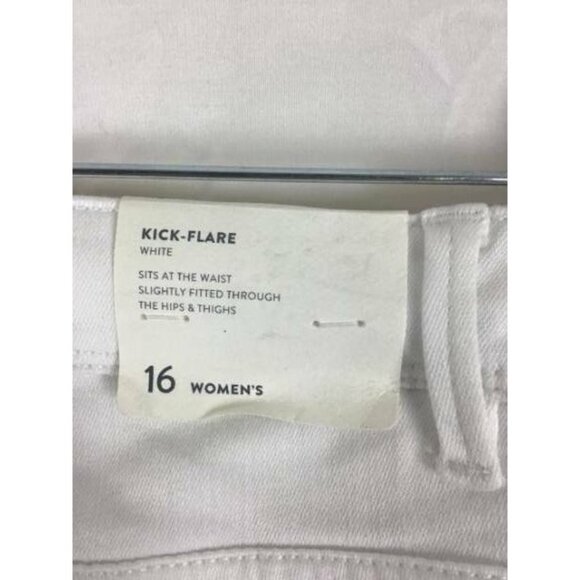 KICK-FLARE
WHITE
SITS AT THE WAIST
SLIGHTLY FITTED THROUGH
THE HIPS & THIGHS
16 WOMEN'S